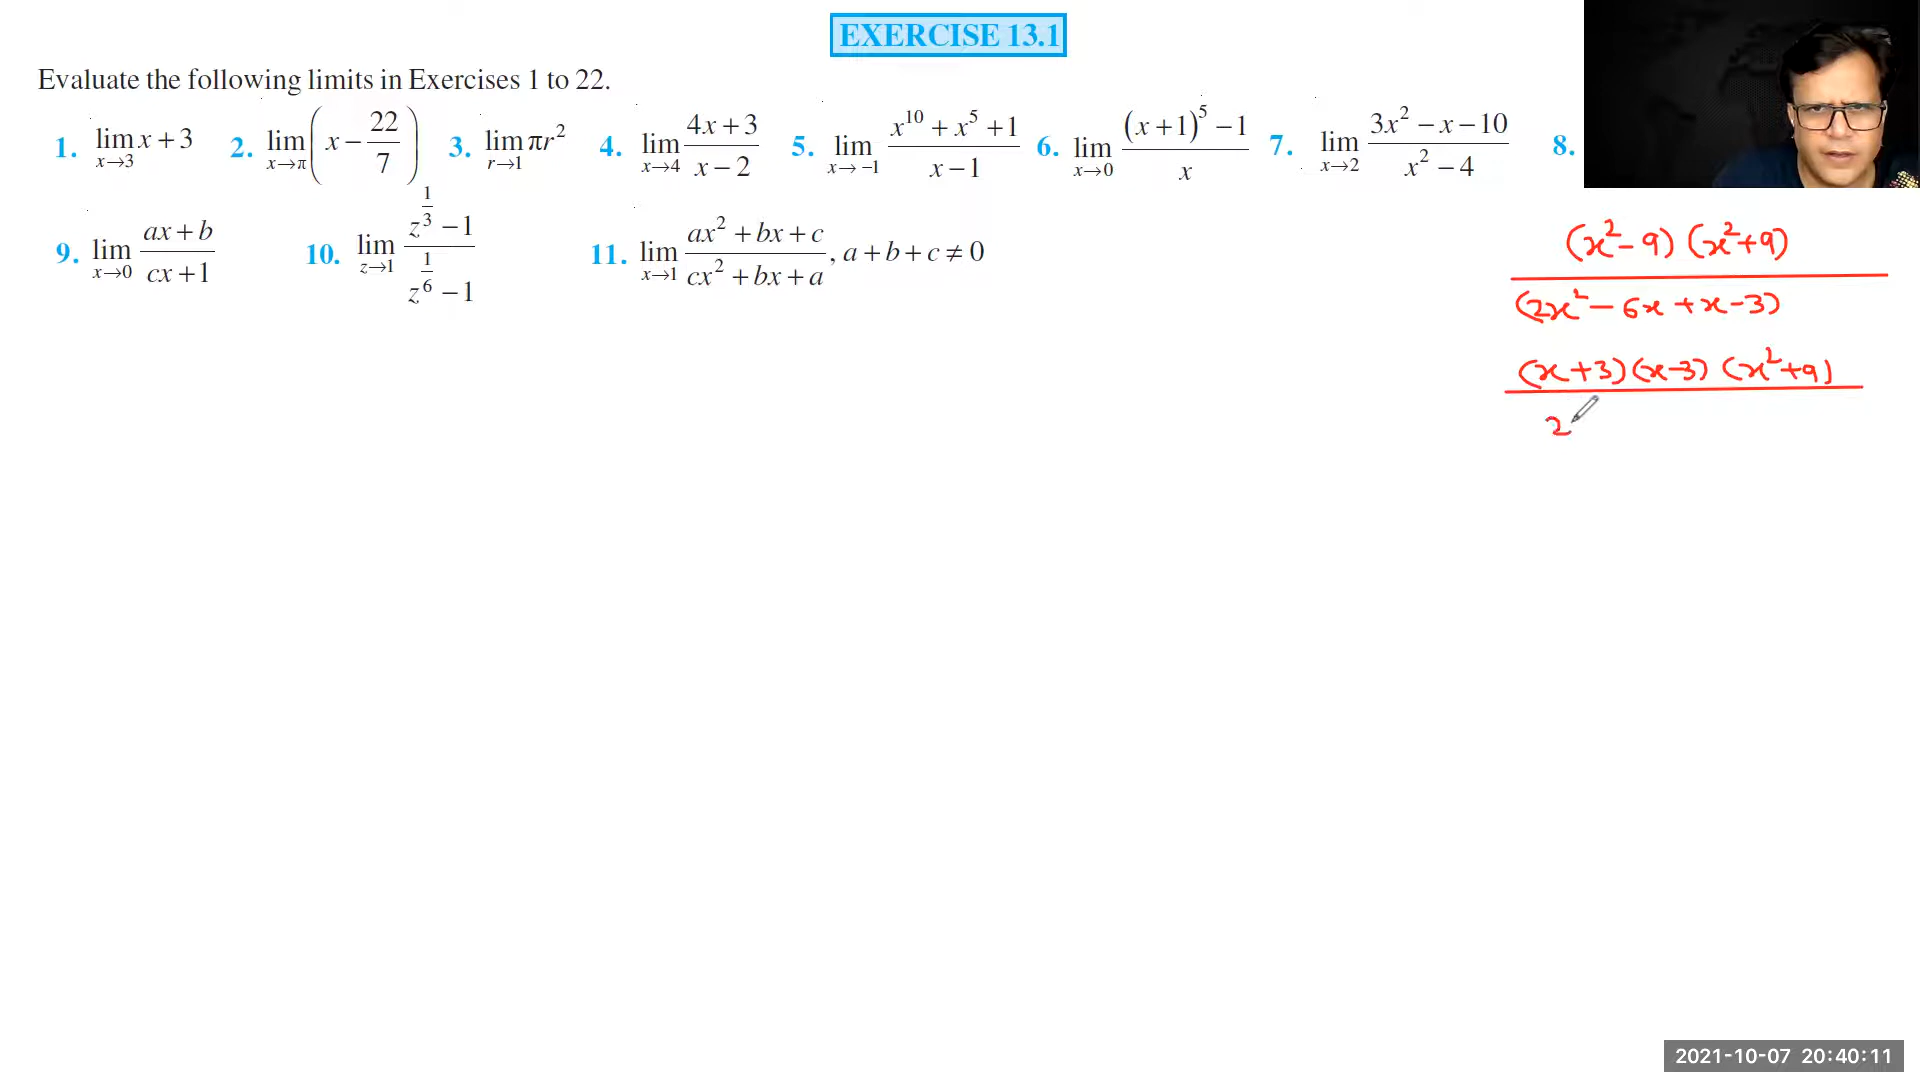 EXERCISE 13.1
Evaluate the following limits in Exercises 1 to 22.
1. lim x→3 x + 3 2. lim x→π (x − 22/7) 3. lim r→1 πr² 4. lim x→4 (4x + 3)/(x − 2) 5. lim x→ −1 (x¹⁰ + x⁵ + 1)/(x − 1) 6. lim x→0 ((x + 1)⁵ − 1)/x 7. lim x→2 (3x² − x − 10)/(x² − 4) 8.
9. lim x→0 (ax + b)/(cx + 1) 10. lim z→1 (z^(1/3) − 1)/(z^(1/6) − 1) 11. lim x→1 (ax² + bx + c)/(cx² + bx + a), a + b + c ≠ 0
(x² − 9) (x² + 9)
(2x² − 6x + x − 3)
(x + 3) (x − 3) (x² + 9)
2
2021-10-07 20:40:11